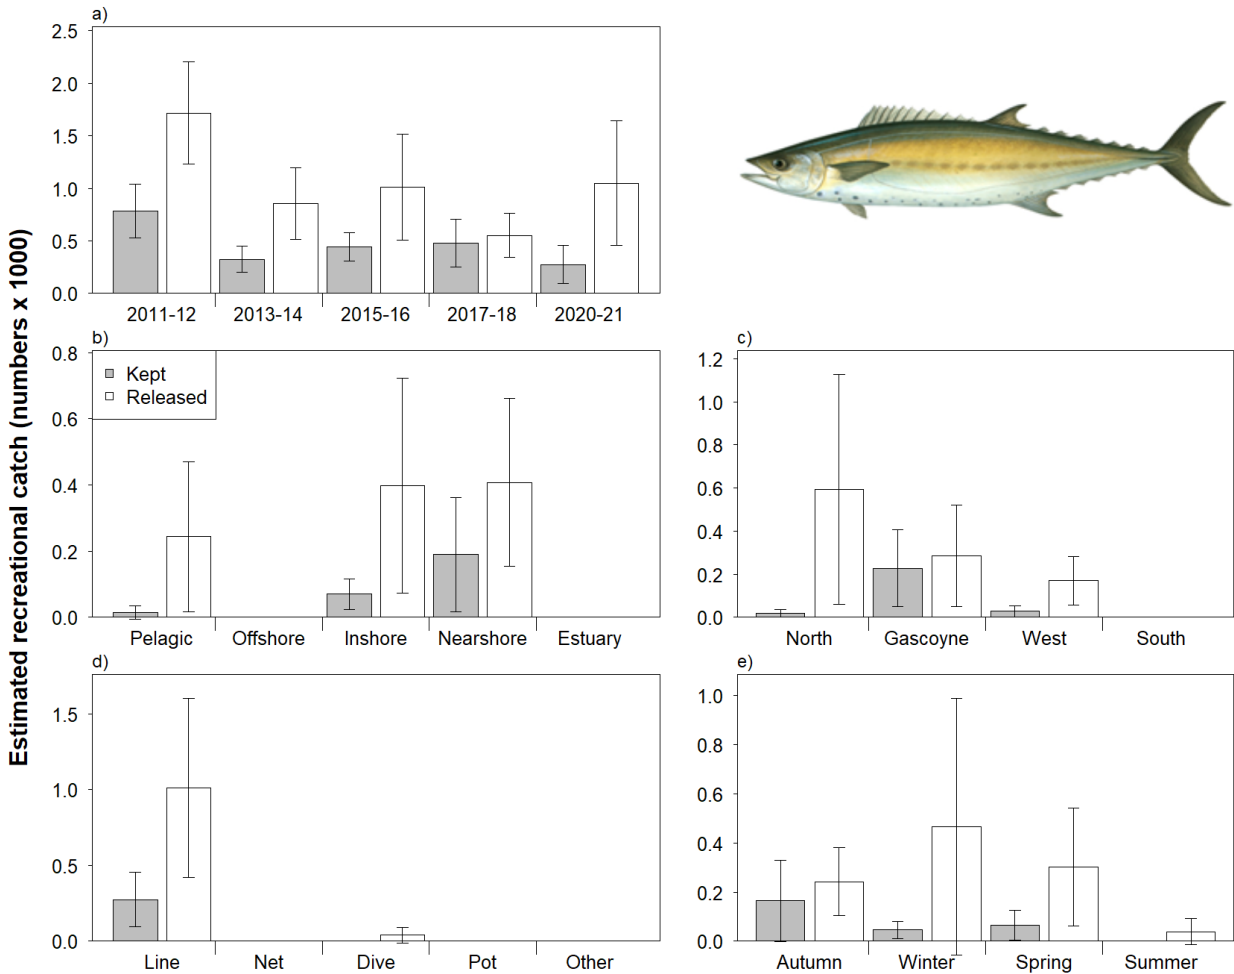 Estimated recreational catch (numbers x 1000)
a)
2.5
2.0
1.5
1.0
0.5
0.0
2011-12 2013-14 2015-16 2017-18 2020-21
b)
0.8
0.6
0.4
0.2
0.0
Kept
Released
Pelagic Offshore Inshore Nearshore Estuary
c)
1.2
1.0
0.8
0.6
0.4
0.2
0.0
North Gascoyne West South
d)
1.5
1.0
0.5
0.0
Line Net Dive Pot Other
e)
1.0
0.8
0.6
0.4
0.2
0.0
Autumn Winter Spring Summer